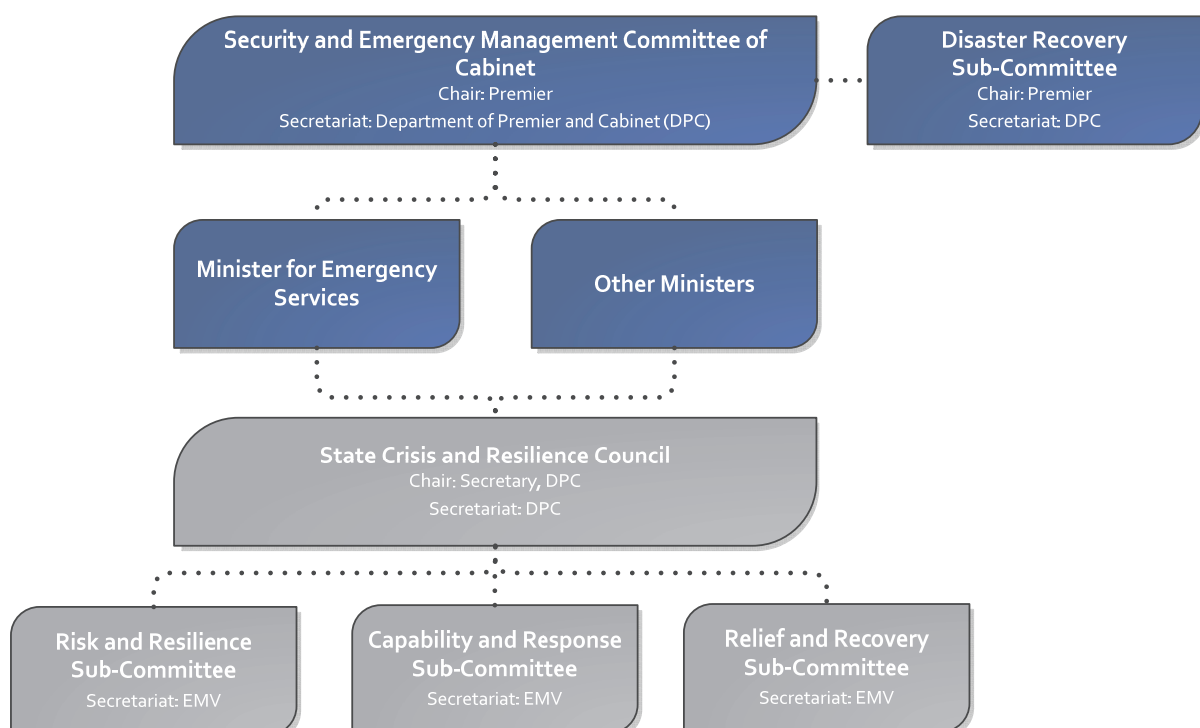 Security and Emergency Management Committee of
Cabinet
Chair: Premier
Secretariat: Department of Premier and Cabinet (DPC)
Disaster Recovery
Sub-Committee
Chair: Premier
Secretariat: DPC
Minister for Emergency
Services
Other Ministers
State Crisis and Resilience Council
Chair: Secretary, DPC
Secretariat: DPC
Risk and Resilience
Sub-Committee
Secretariat: EMV
Capability and Response
Sub-Committee
Secretariat: EMV
Relief and Recovery
Sub-Committee
Secretariat: EMV